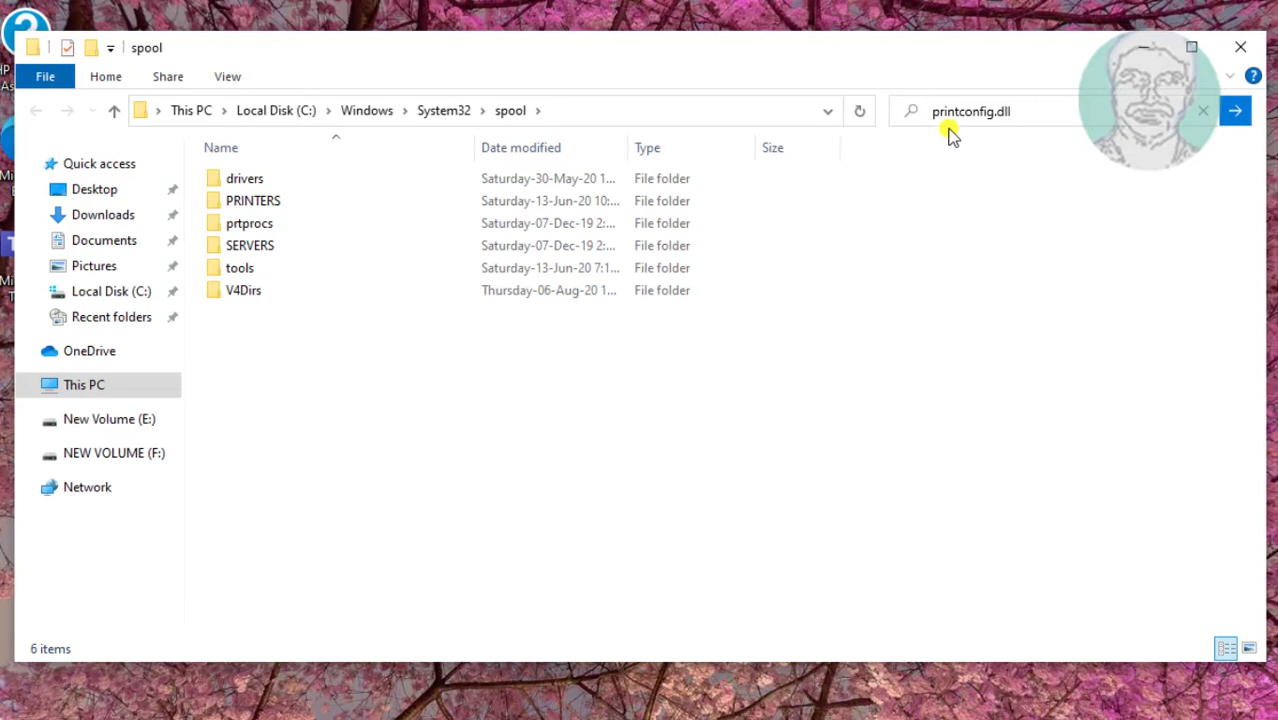 spool
File Home Share View
This PC Local Disk (C:) Windows System32 spool printconfig.dll
Name Date modified Type Size
Quick access
Desktop
Downloads
Documents
Pictures
Local Disk (C:)
Recent folders
OneDrive
This PC
New Volume (E:)
NEW VOLUME (F:)
Network
drivers Saturday-30-May-20 1... File folder
PRINTERS Saturday-13-Jun-20 10:... File folder
prtprocs Saturday-07-Dec-19 2:... File folder
SERVERS Saturday-07-Dec-19 2:... File folder
tools Saturday-13-Jun-20 7:1... File folder
V4Dirs Thursday-06-Aug-20 1... File folder
6 items